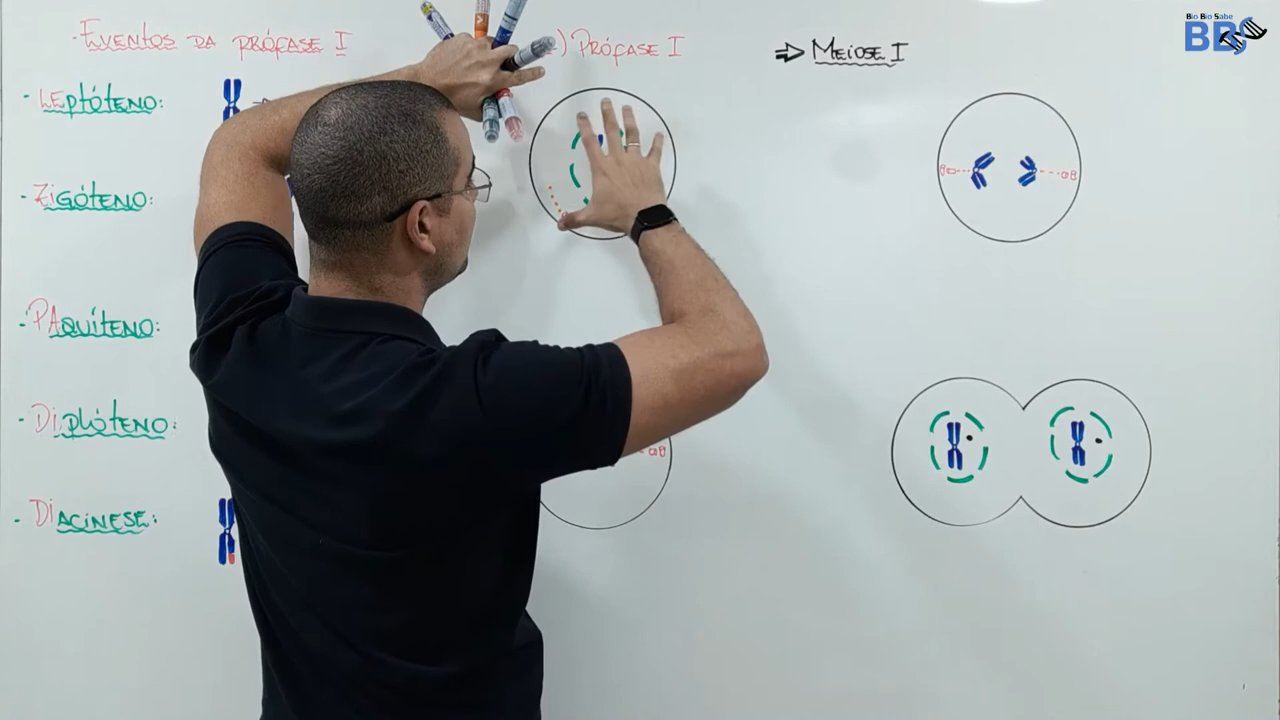 - EVENTOS DA PRÓFASE I
) PRÓFASE I
⇒ MEIOSE I
Bio Bio Sabe
BBS
- LEPTÓTENO:
- ZIGÓTENO:
- PAQUÍTENO:
- DIPLÓTENO:
- DIACINESE: